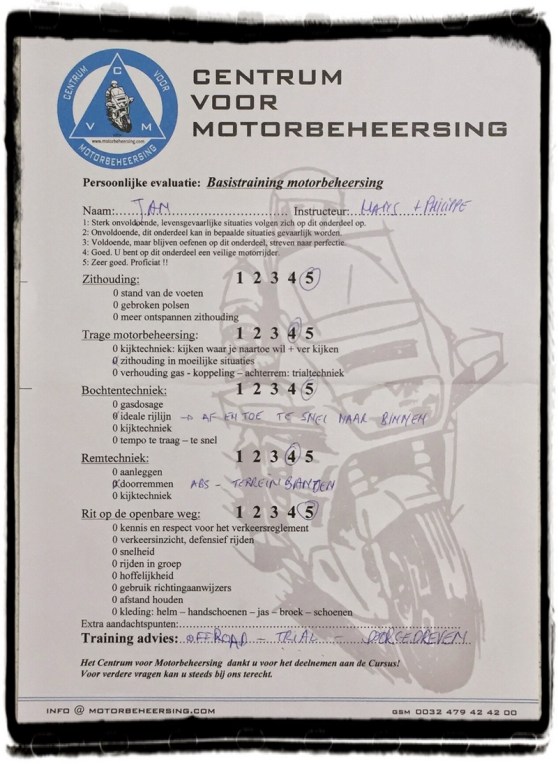 CENTRUM VOOR
C
V M
www.motorbeheersing.com
MOTORBEHEERSING
CENTRUM
VOOR
MOTORBEHEERSING
Persoonlijke evaluatie: Basistraining motorbeheersing
Naam: JAN Instructeur: MARC + PHILIPPE
1: Sterk onvoldoende, levensgevaarlijke situaties volgen zich op dit onderdeel op.
2: Onvoldoende, dit onderdeel kan in bepaalde situaties gevaarlijk worden.
3: Voldoende, maar blijven oefenen op dit onderdeel, streven naar perfectie.
4: Goed. U bent op dit onderdeel een veilige motorrijder.
5: Zeer goed. Proficiat !!
Zithouding: 1 2 3 4 5
0 stand van de voeten
0 gebroken polsen
0 meer ontspannen zithouding
Trage motorbeheersing: 1 2 3 4 5
0 kijktechniek: kijken waar je naartoe wil + ver kijken
0 zithouding in moeilijke situaties
0 verhouding gas - koppeling – achterrem: trialtechniek
Bochtentechniek: 1 2 3 4 5
0 gasdosage
0 ideale rijlijn -> AF EN TOE TE SNEL NAAR BINNEN
0 kijktechniek
0 tempo te traag – te snel
Remtechniek: 1 2 3 4 5
0 aanleggen
0 doorremmen ABS - TERREIN BANDEN
0 kijktechniek
Rit op de openbare weg: 1 2 3 4 5
0 kennis en respect voor het verkeersreglement
0 verkeersinzicht, defensief rijden
0 snelheid
0 rijden in groep
0 hoffelijkheid
0 gebruik richtingaanwijzers
0 afstand houden
0 kleding: helm – handschoenen – jas – broek – schoenen
Extra aandachtspunten:
Training advies: OFFROAD - TRIAL - DOORGEDREVEN
Het Centrum voor Motorbeheersing dankt u voor het deelnemen aan de Cursus!
Voor verdere vragen kan u steeds bij ons terecht.
INFO @ MOTORBEHEERSING.COM GSM 0032 479 42 42 00